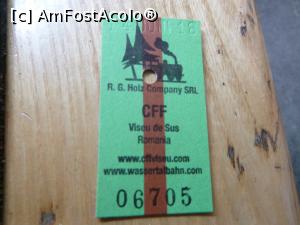 [c] AmFostAcolo®
R. G. Holz Company SRL
CFF
Viseu de Sus
Romania
www.cffviseu.com
www.wassertalbahn.com
06705